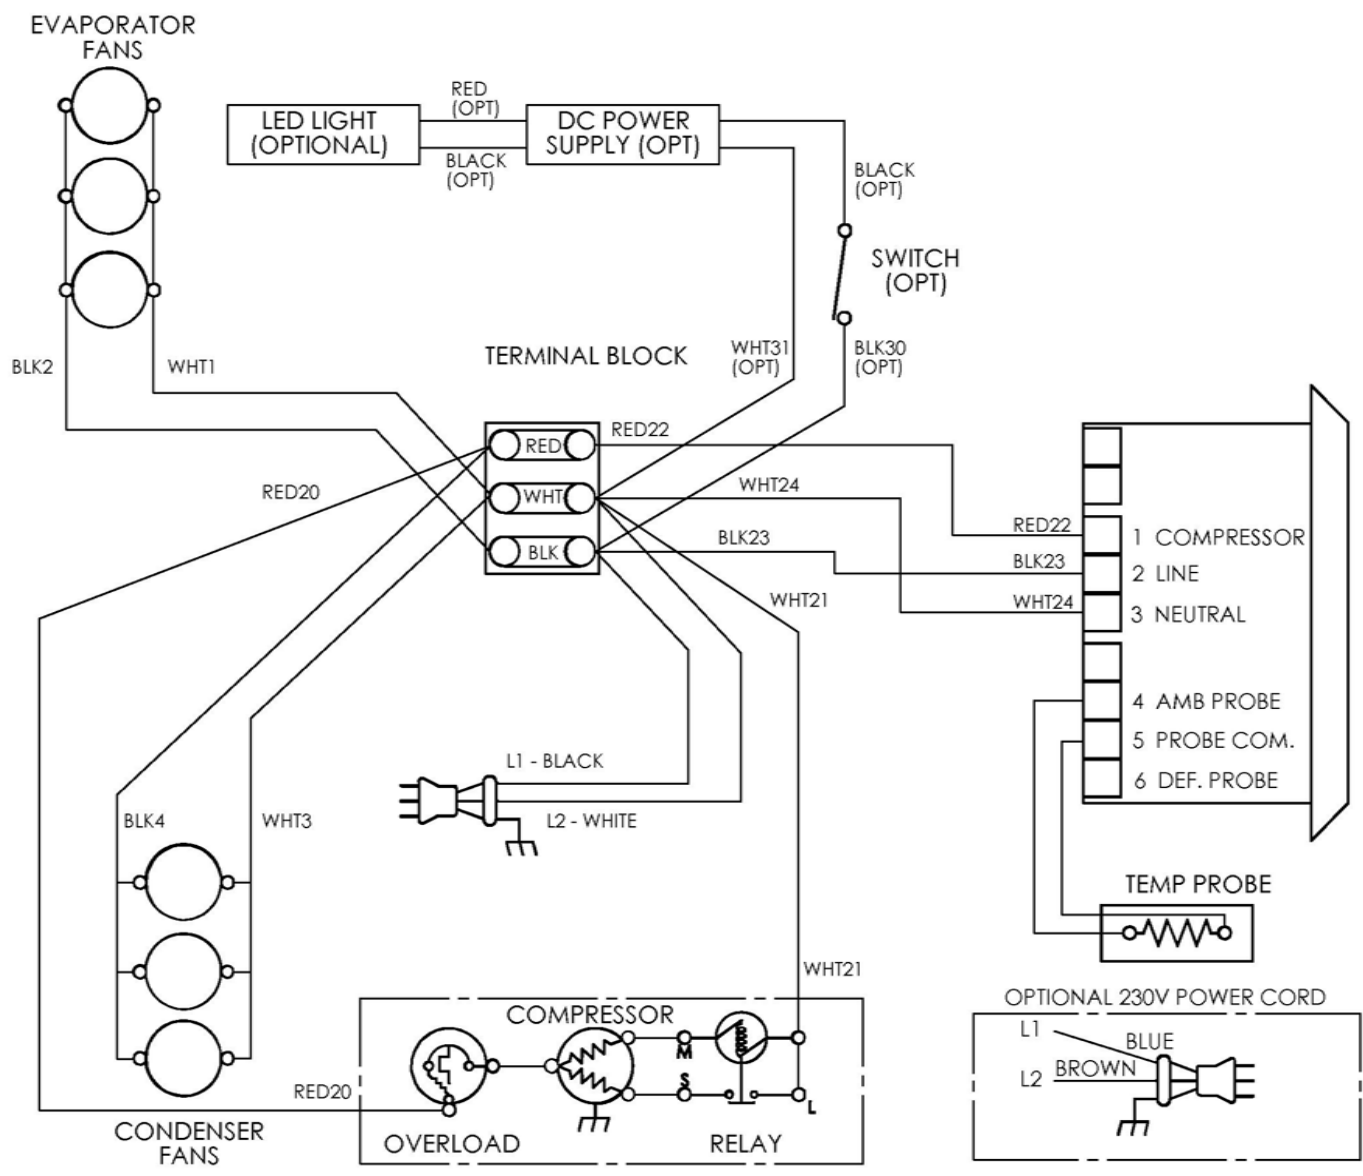 EVAPORATOR
FANS
LED LIGHT
(OPTIONAL)
RED
(OPT)
BLACK
(OPT)
DC POWER
SUPPLY (OPT)
BLACK
(OPT)
SWITCH
(OPT)
BLK2
WHT1
TERMINAL BLOCK
WHT31
(OPT)
BLK30
(OPT)
RED
WHT
BLK
RED22
RED20
WHT24
BLK23
WHT21
RED22
BLK23
WHT24
1 COMPRESSOR
2 LINE
3 NEUTRAL
4 AMB PROBE
5 PROBE COM.
6 DEF. PROBE
L1 - BLACK
L2 - WHITE
BLK4
WHT3
TEMP PROBE
WHT21
OPTIONAL 230V POWER CORD
L1
BLUE
L2
BROWN
COMPRESSOR
M
S
L
RED20
OVERLOAD
RELAY
CONDENSER
FANS